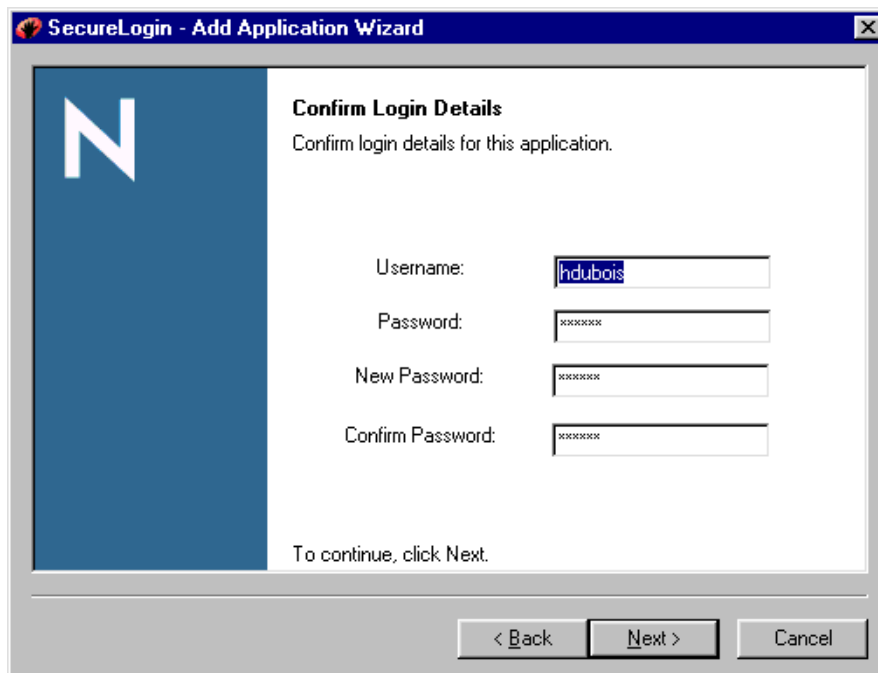 SecureLogin - Add Application Wizard
N
Confirm Login Details
Confirm login details for this application.
Username: hdubois
Password: ******
New Password: ******
Confirm Password: ******
To continue, click Next.
< Back Next > Cancel